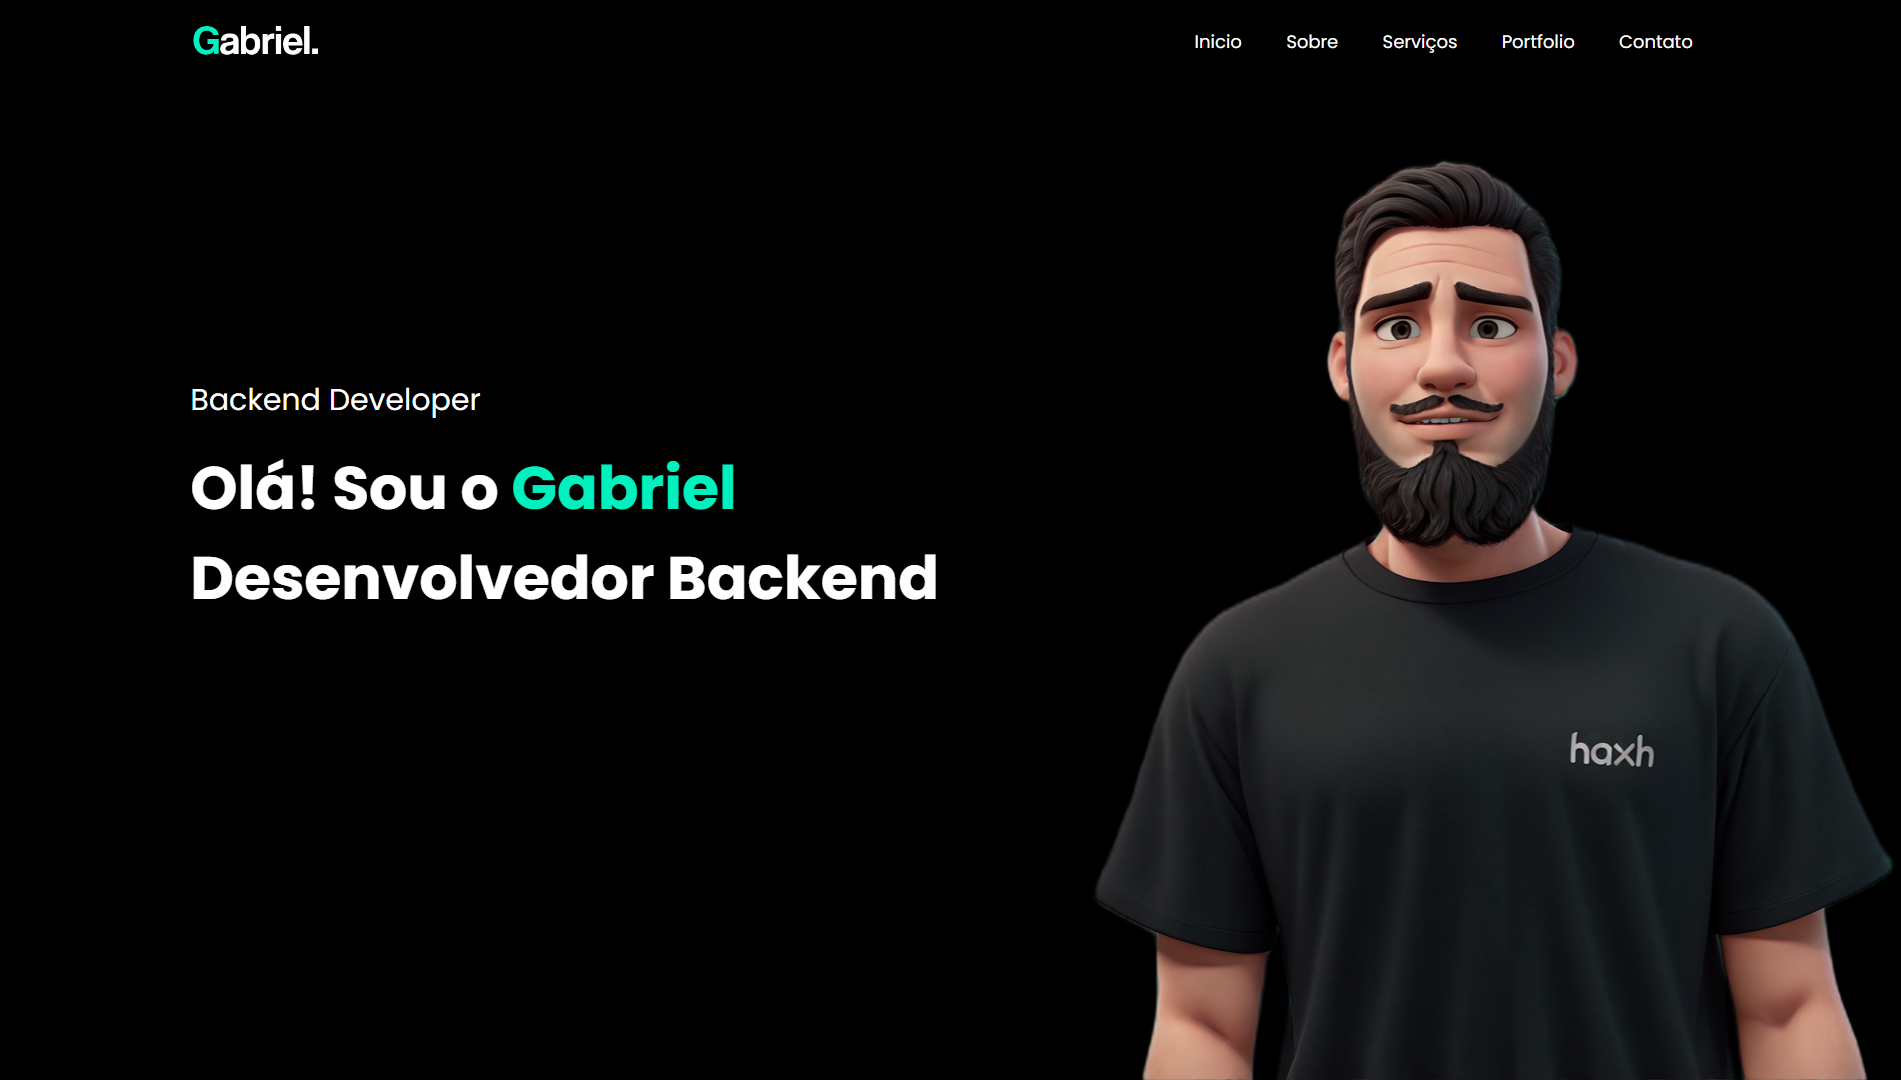 Gabriel.
Inicio Sobre Serviços Portfolio Contato
Backend Developer
Olá! Sou o Gabriel
Desenvolvedor Backend
haxh